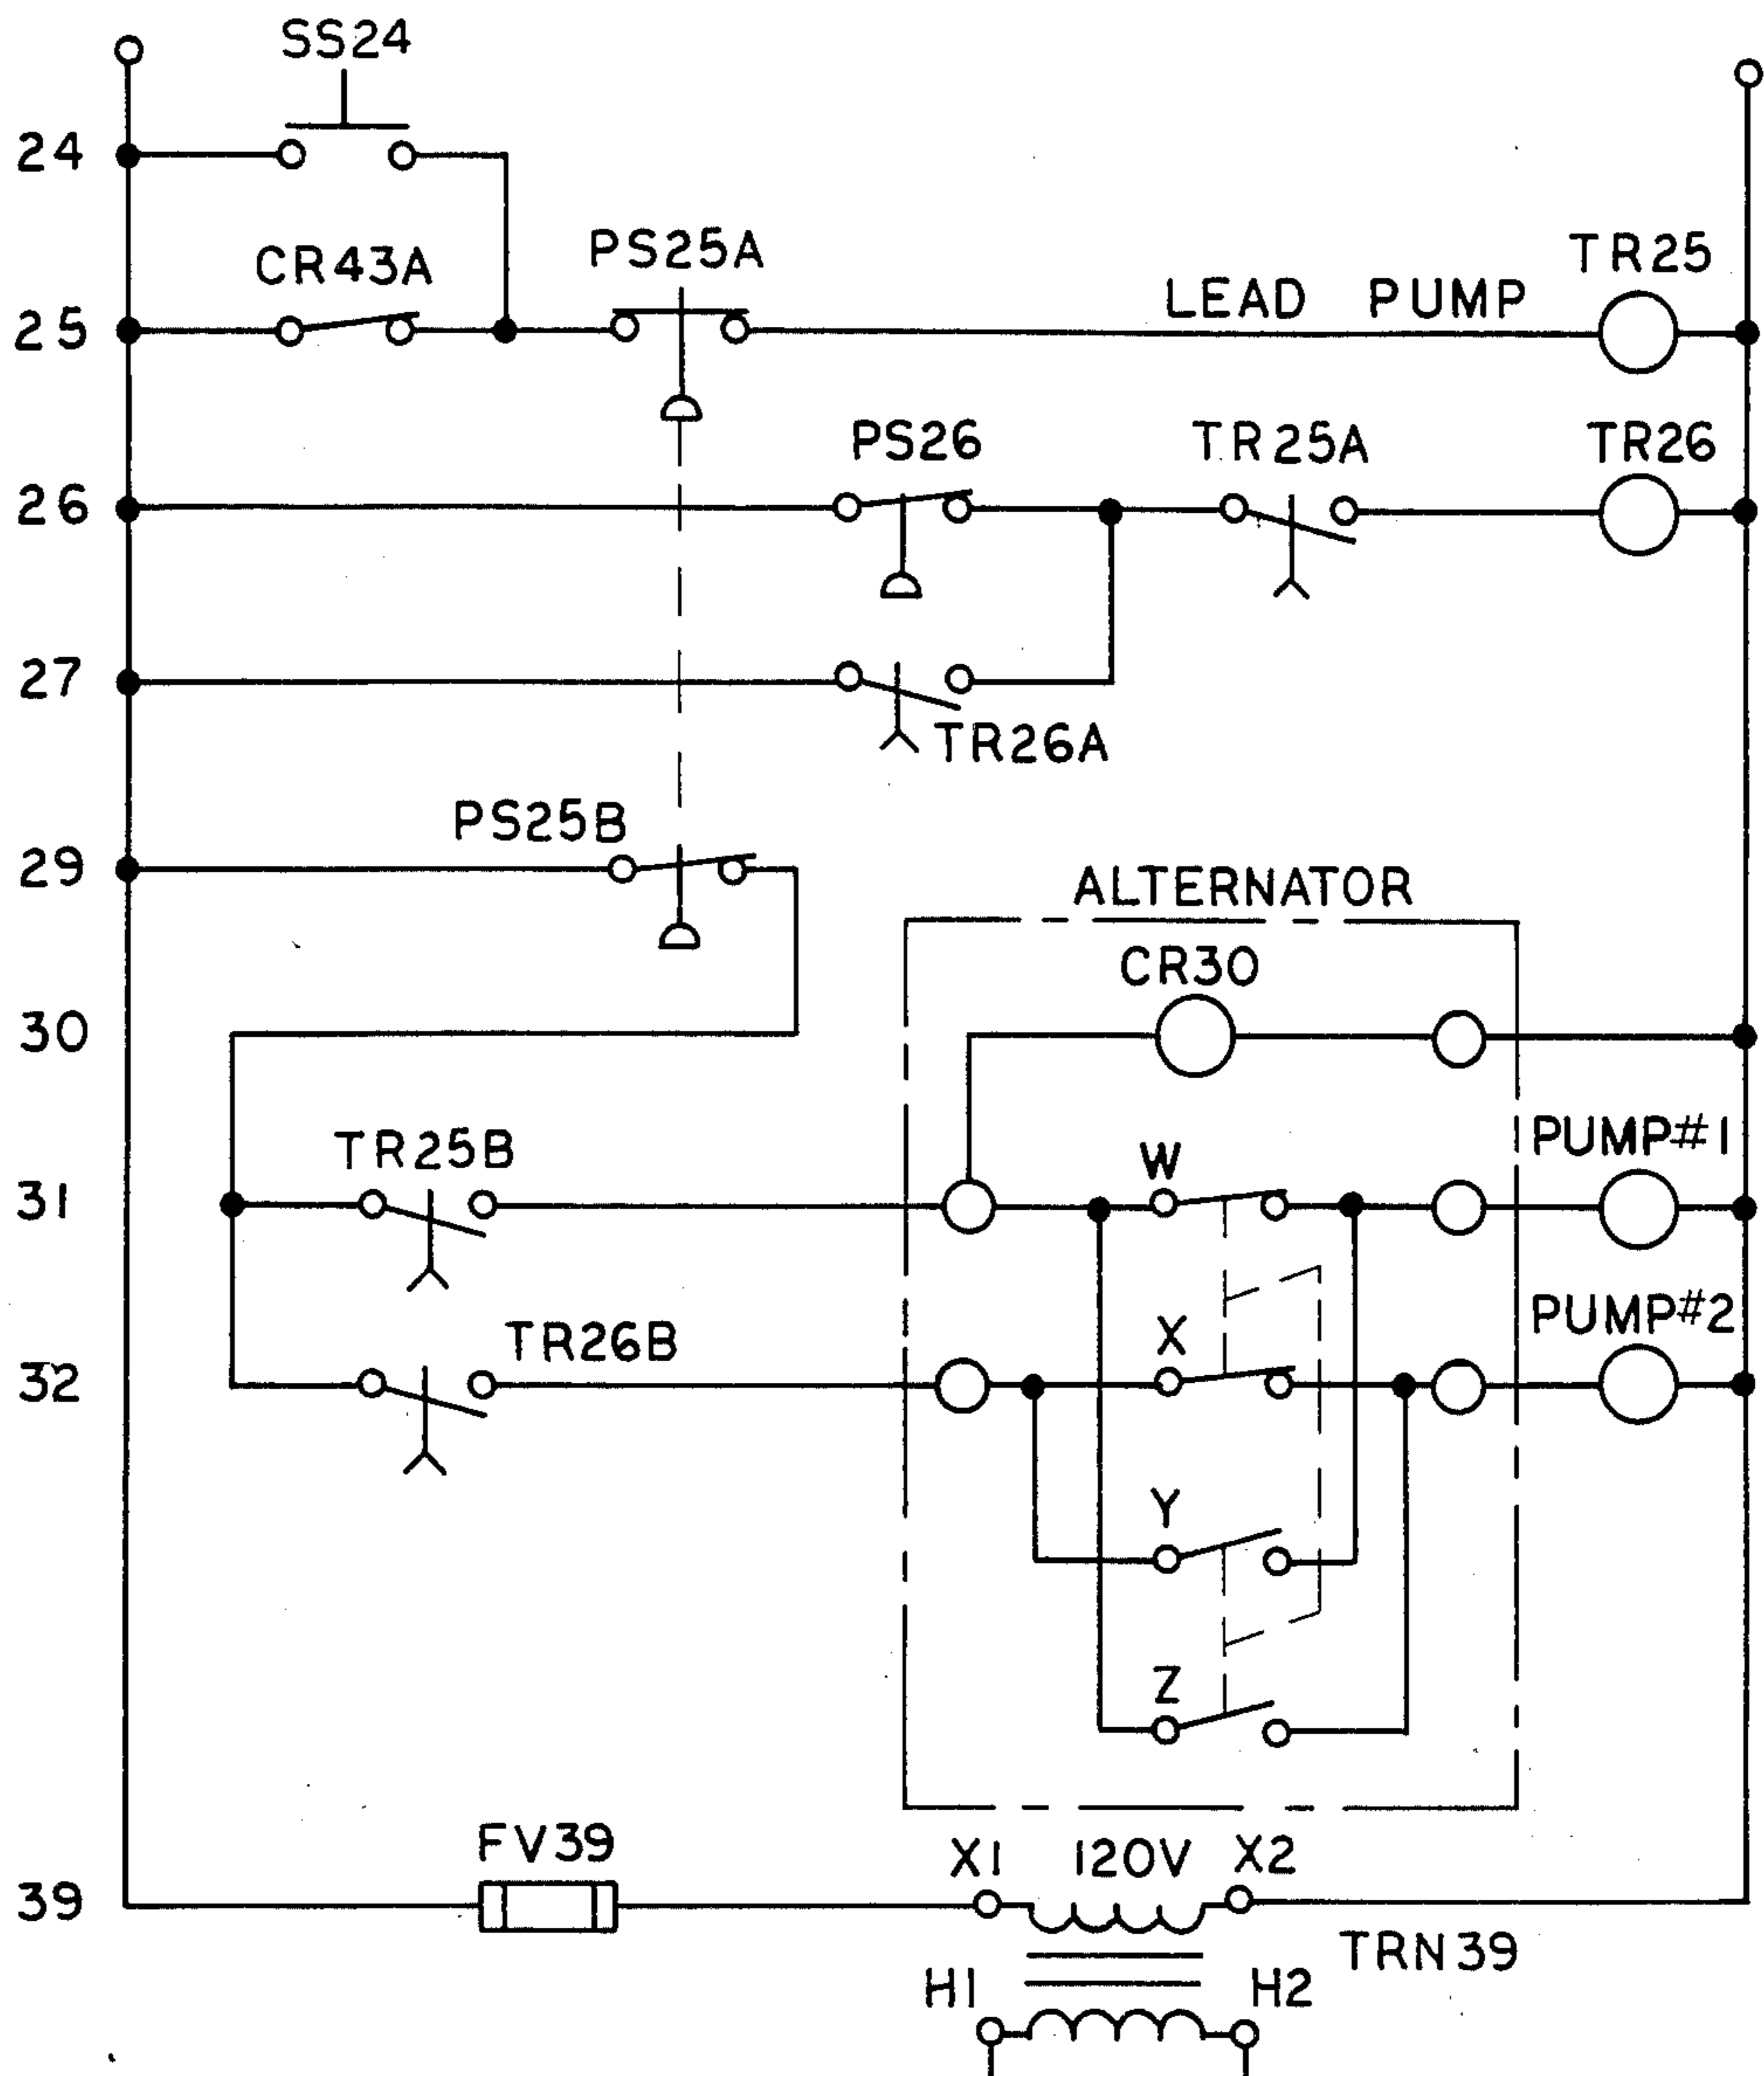 SS24
24
CR43A
PS25A
TR25
LEAD PUMP
25
PS26
TR25A
TR26
26
27
TR26A
PS25B
29
ALTERNATOR
CR30
30
TR25B
W
PUMP#1
31
TR26B
X
PUMP#2
32
Y
Z
FV39
X1
120V
X2
39
TRN39
H1
H2